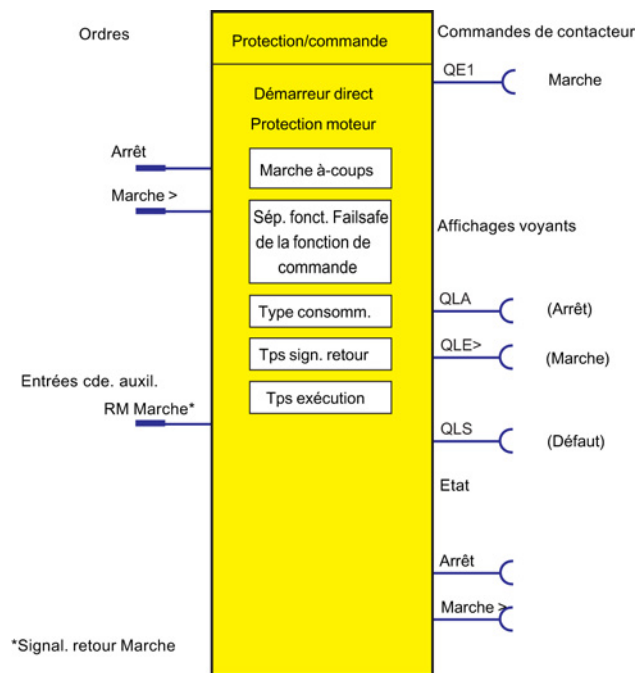 Ordres
Protection/commande
Commandes de contacteur
QE1
Marche
Démarreur direct
Protection moteur
Arrêt
Marche à-coups
Marche >
Sép. fonct. Failsafe
de la fonction de
commande
Affichages voyants
Type consomm.
QLA
(Arrêt)
Tps sign. retour
QLE>
(Marche)
Entrées cde. auxil.
Tps exécution
RM Marche*
QLS
(Défaut)
Etat
Arrêt
Marche >
*Signal. retour Marche